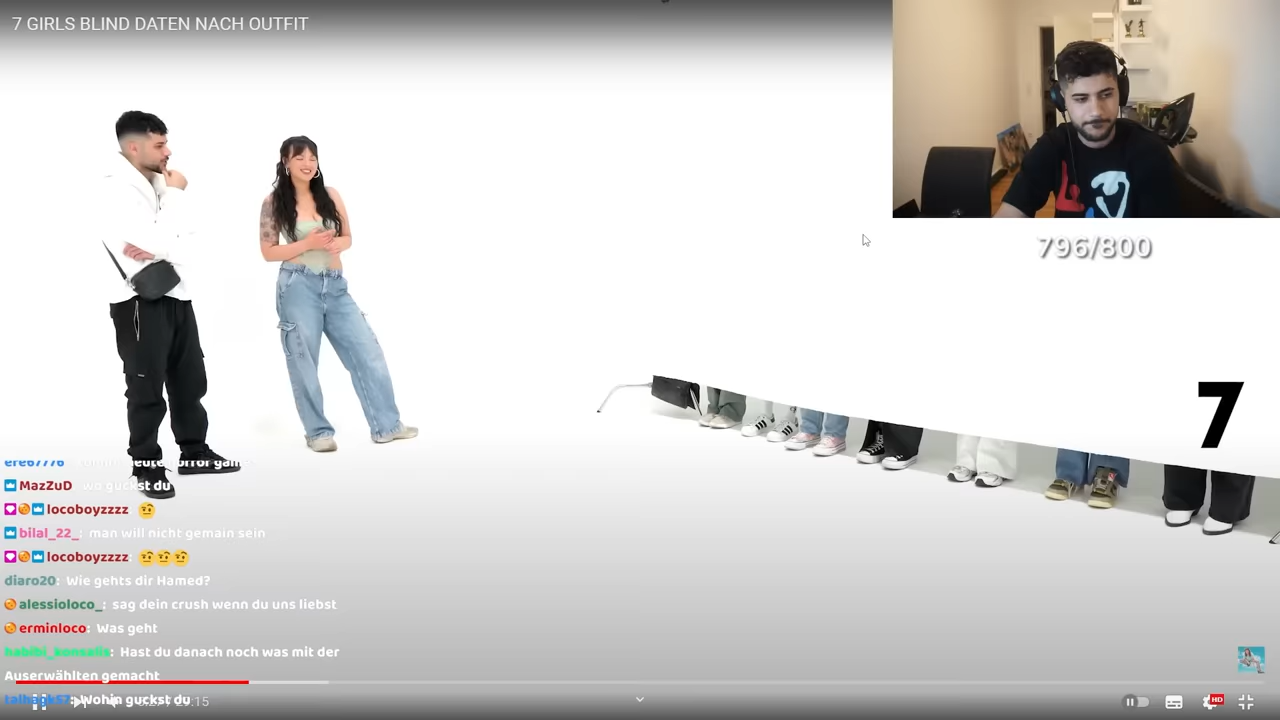 7 GIRLS BLIND DATEN NACH OUTFIT
796/800
7
MazZuD wo guckst du
locoboyzzzz
bilal_22_: man will nicht gemain sein
locoboyzzzz:
diaro20: Wie gehts dir Hamed?
alessioloco_: sag dein crush wenn du uns liebst
erminloco: Was geht
Hast du danach noch was mit der
Auserwählten gemacht
Wohin guckst du
HD